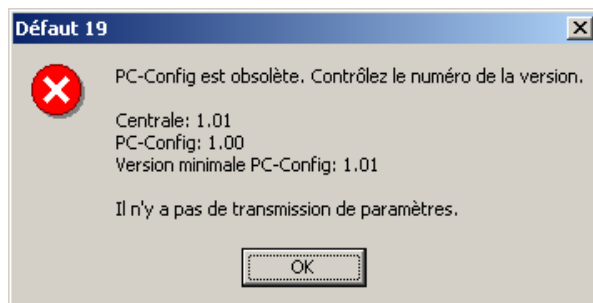 Défaut 19
PC-Config est obsolète. Contrôlez le numéro de la version.
Centrale: 1.01
PC-Config: 1.00
Version minimale PC-Config: 1.01
Il n'y a pas de transmission de paramètres.
OK